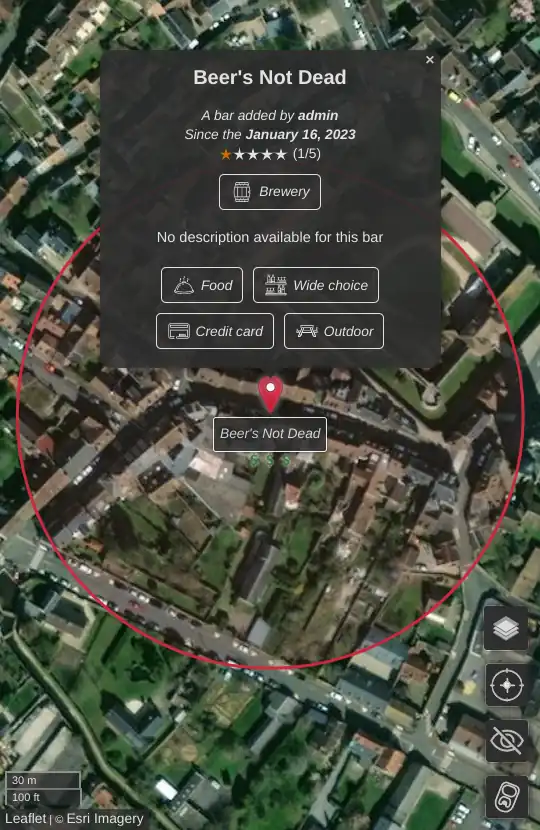 ×
Beer's Not Dead
A bar added by admin
Since the January 16, 2023
(1/5)
Brewery
No description available for this bar
Food
Wide choice
Credit card
Outdoor
Beer's Not Dead
30 m
100 ft
Leaflet | © Esri Imagery